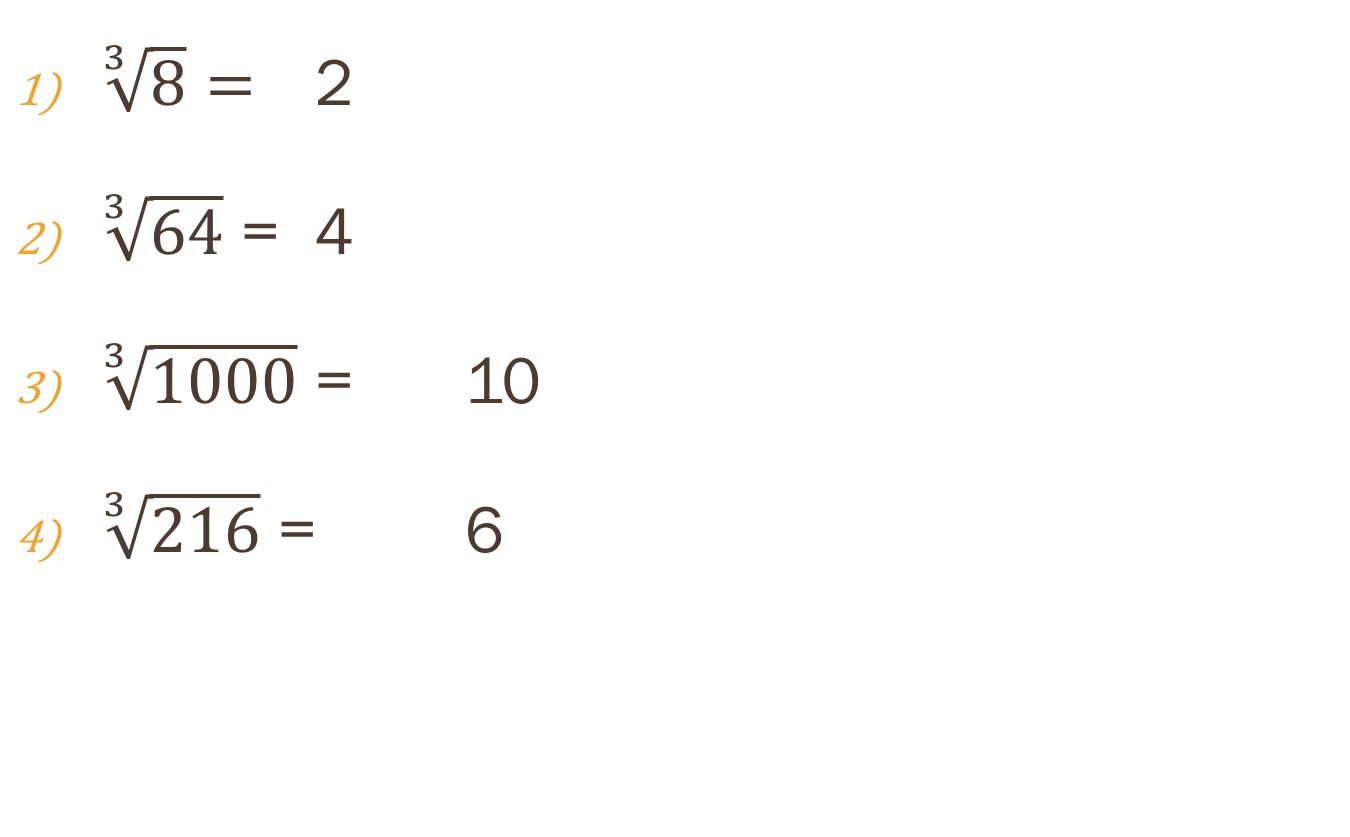 1) ∛8 = 2
2) ∛64 = 4
3) ∛1000 = 10
4) ∛216 = 6